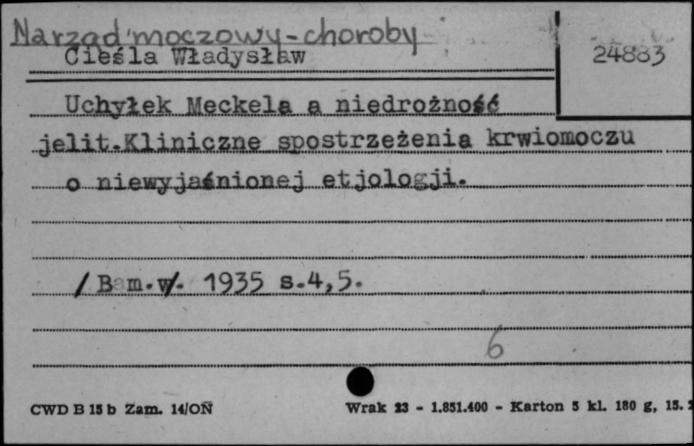 Narząd moczowy-choroby
Cieśla Władysław
24883
Uchyłek Meckela a niedrożność
jelit.Kliniczne spostrzeżenia krwiomoczu
o niewyjaśnionej etjologji.
/Bam.w/. 1935 s.4,5.
6
CWD B 15 b Zam. 14/OŃ
Wrak 23 - 1.851.400 - Karton 5 kl. 180 g, 15.